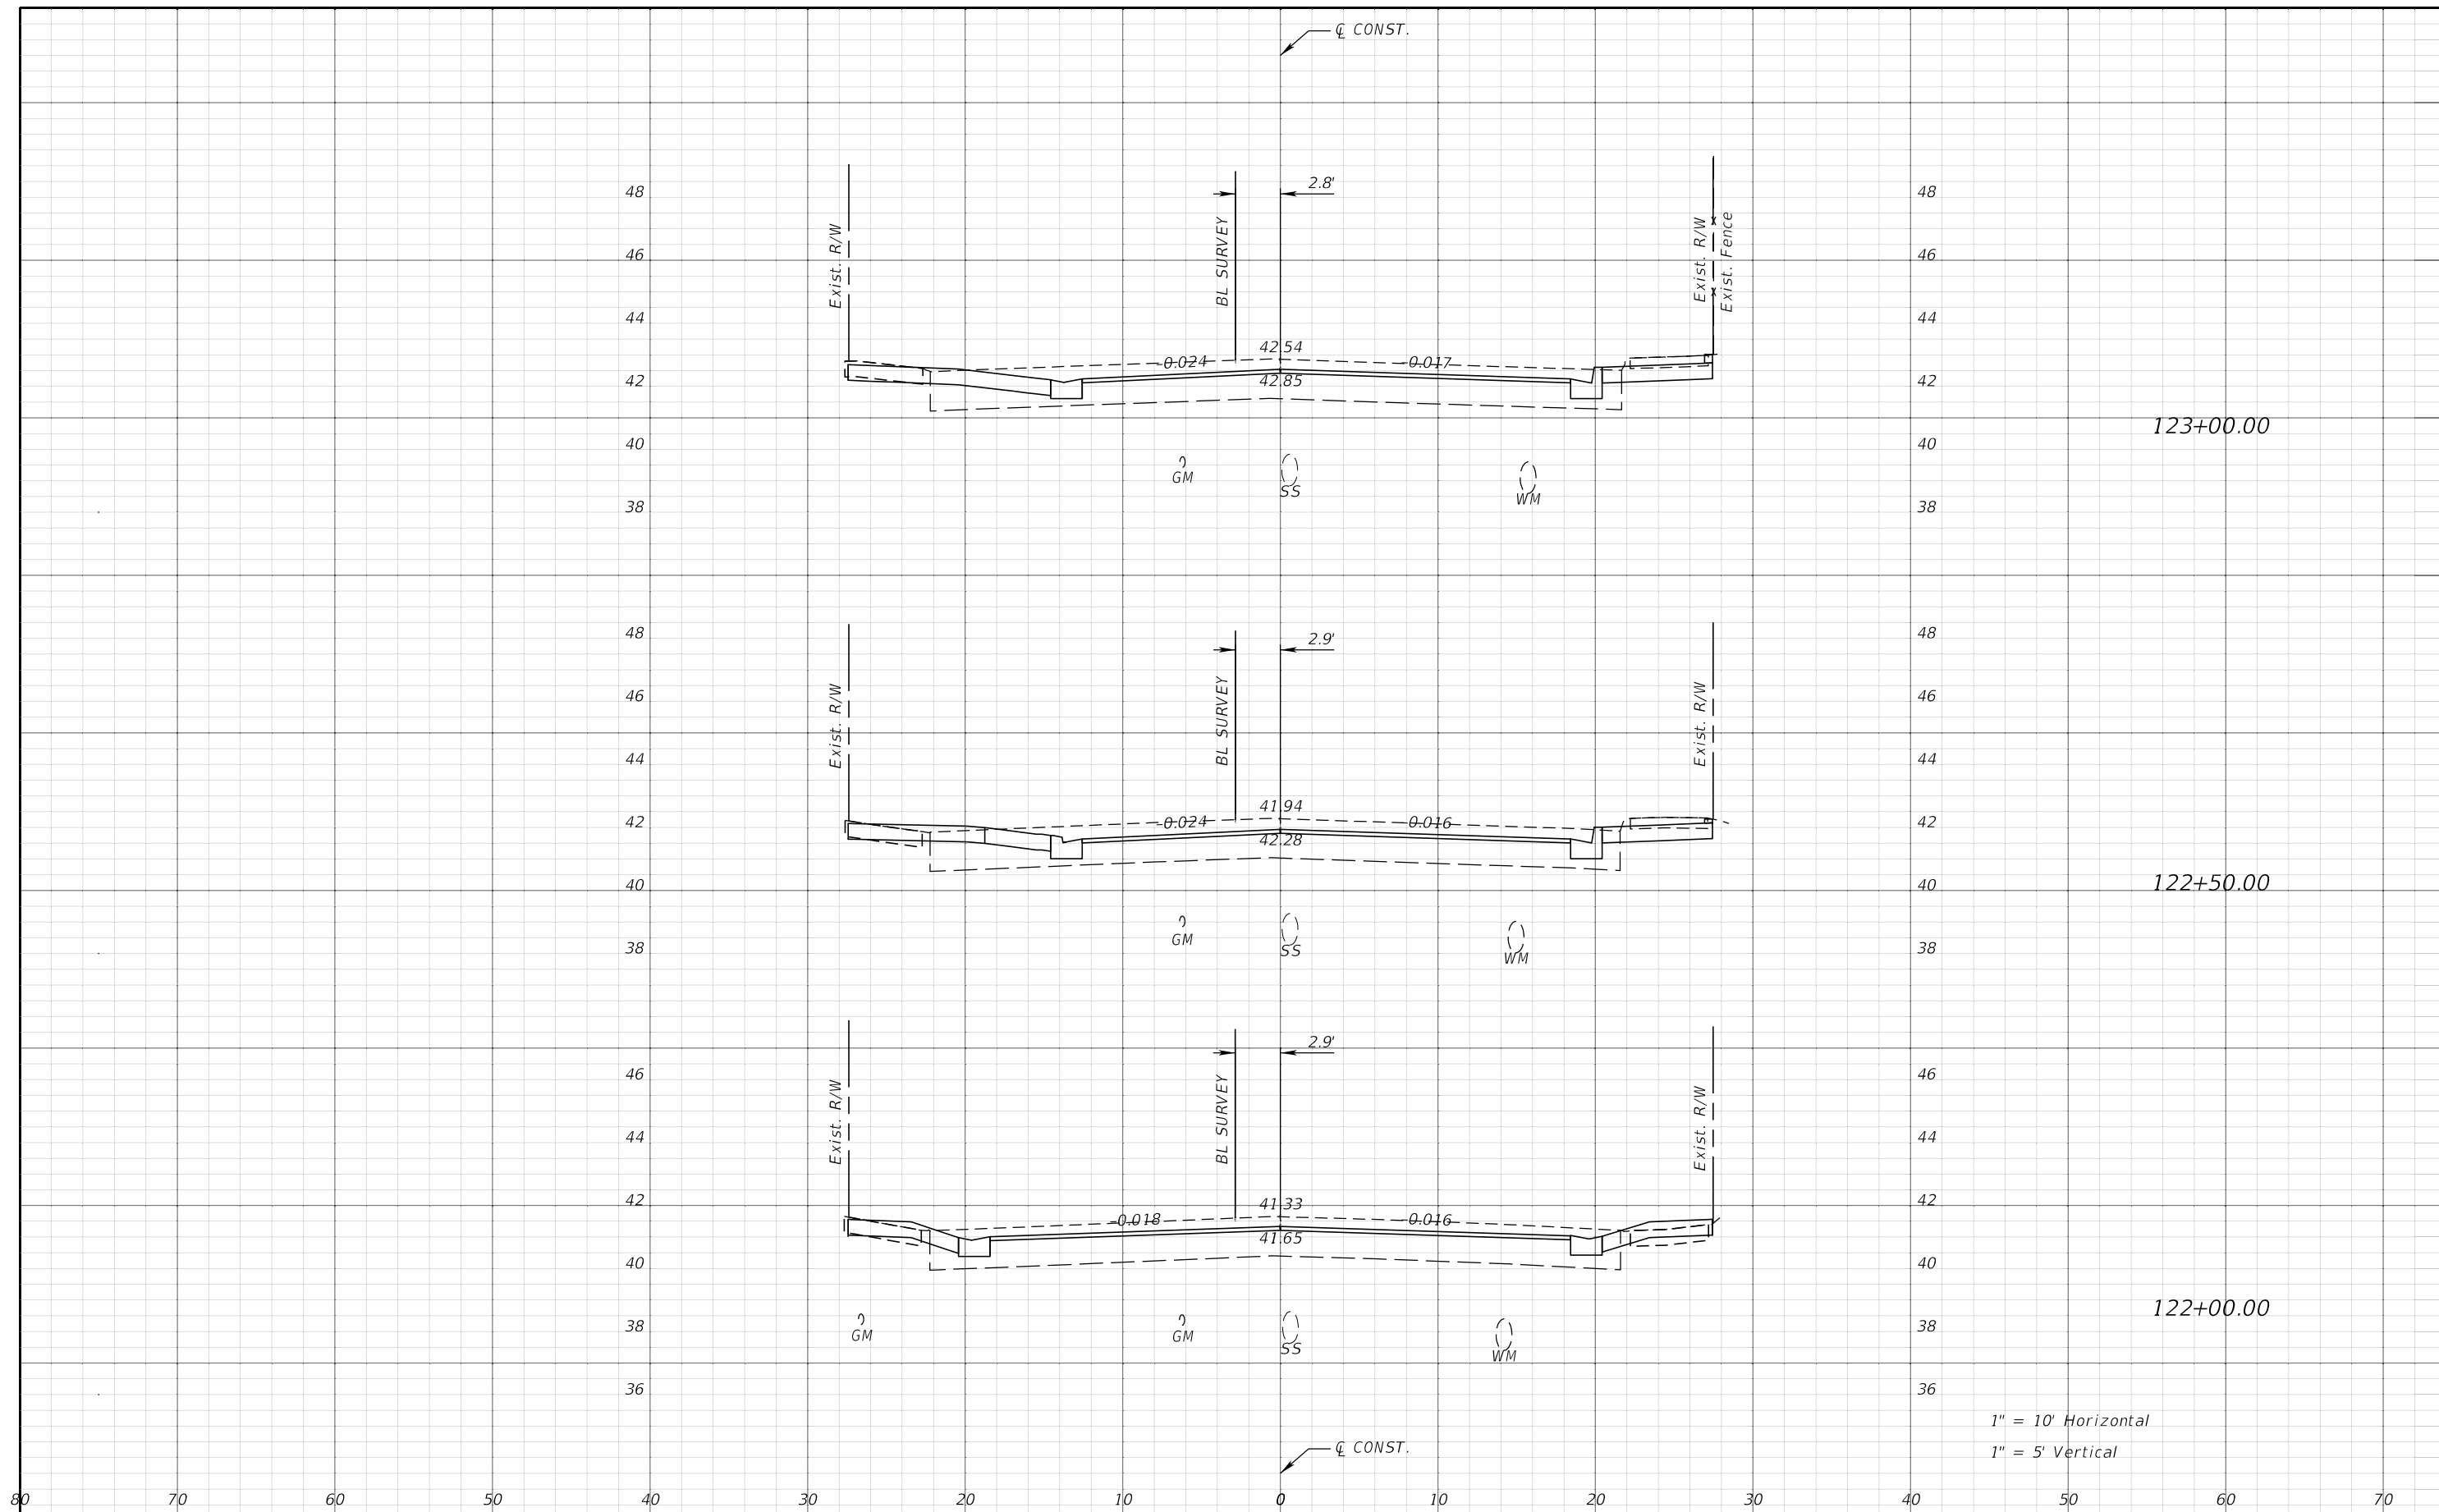 ℄ CONST.
48 2.8' 48
Exist. R/W BL SURVEY Exist. R/W Exist. Fence
46 46
44 44
42.54
-0.024 -0.017
42 42.85 42
123+00.00
40 40
GM SS WM
38 38
48 48
2.9'
Exist. R/W BL SURVEY Exist. R/W
46 46
44 44
41.94
42 -0.024 -0.016 42
42.28
40 40 122+50.00
GM SS WM
38 38
2.9'
46 46
Exist. R/W BL SURVEY Exist. R/W
44 44
42 41.33 42
-0.018 -0.016
41.65
40 40
122+00.00
38 38
GM GM SS WM
36 36
1" = 10' Horizontal
℄ CONST.
1" = 5' Vertical
80 70 60 50 40 30 20 10 0 10 20 30 40 50 60 70